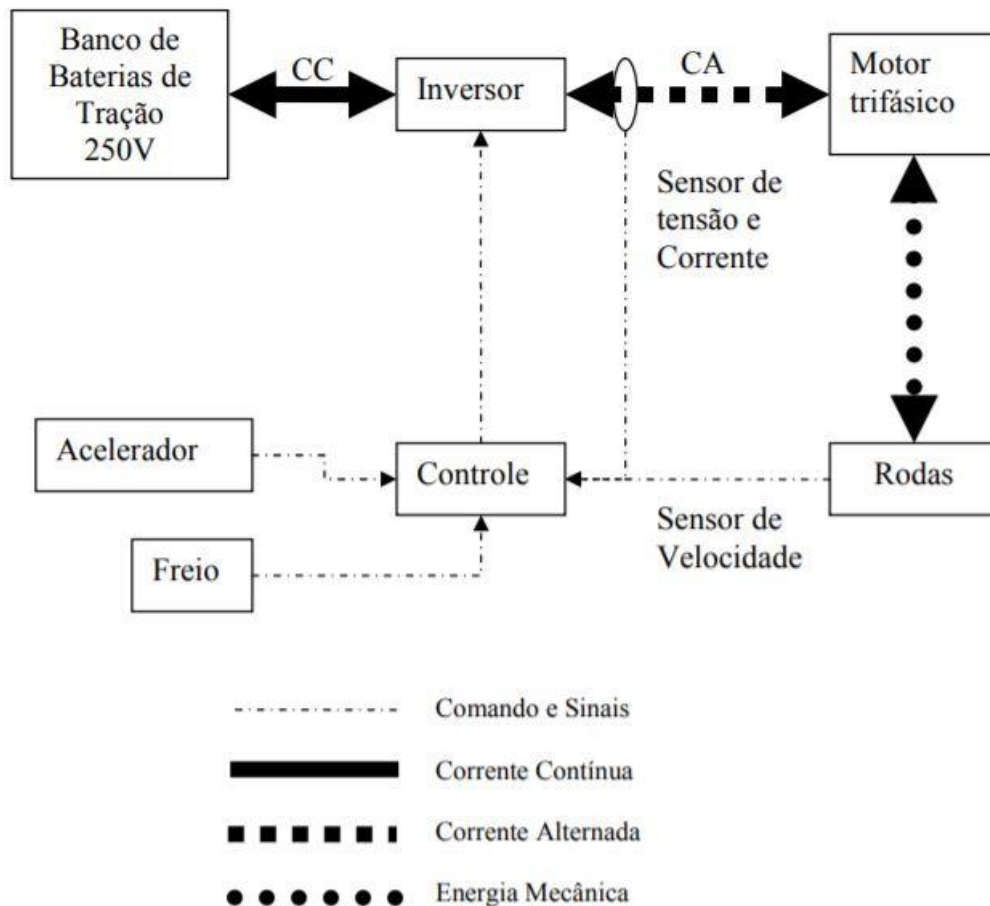 Banco de
Baterias de
Tração
250V
CC
Inversor
CA
Motor
trifásico
Sensor de
tensão e
Corrente
Acelerador
Controle
Rodas
Sensor de
Velocidade
Freio
Comando e Sinais
Corrente Contínua
Corrente Alternada
Energia Mecânica